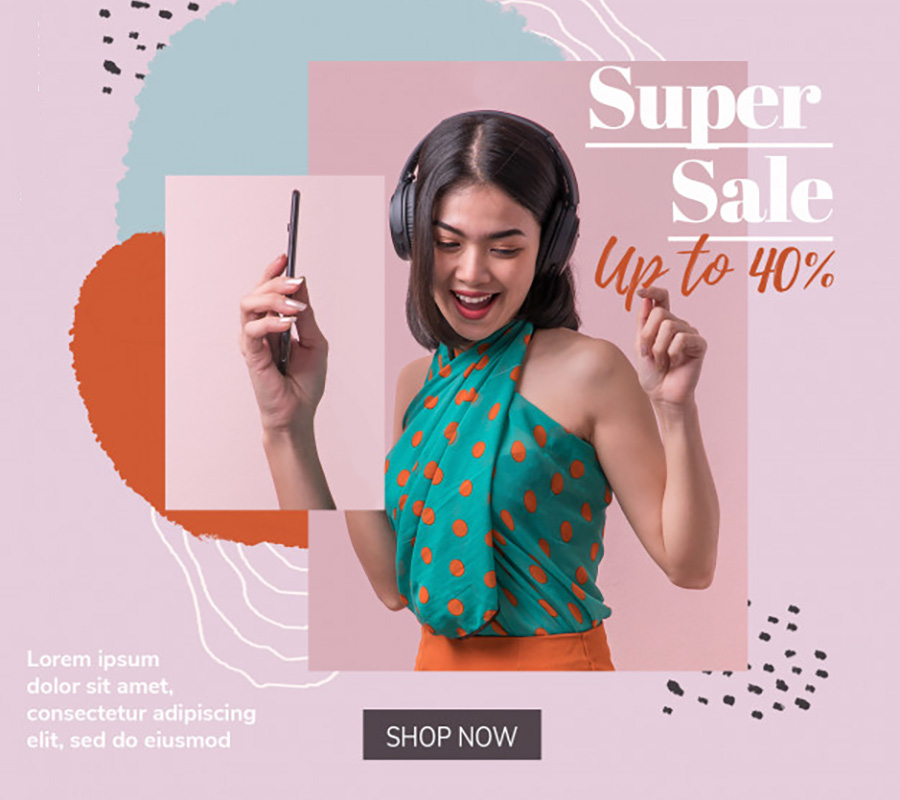 Super
Sale
Up to 40%
Lorem ipsum
dolor sit amet,
consectetur adipiscing
elit, sed do eiusmod
SHOP NOW